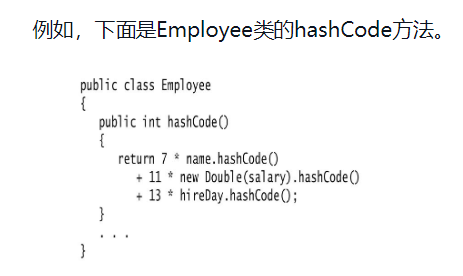 例如，下面是Employee类的hashCode方法。
public class Employee
{
   public int hashCode()
   {
      return 7 * name.hashCode()
         + 11 * new Double(salary).hashCode()
         + 13 * hireDay.hashCode();
   }
   . . .
}